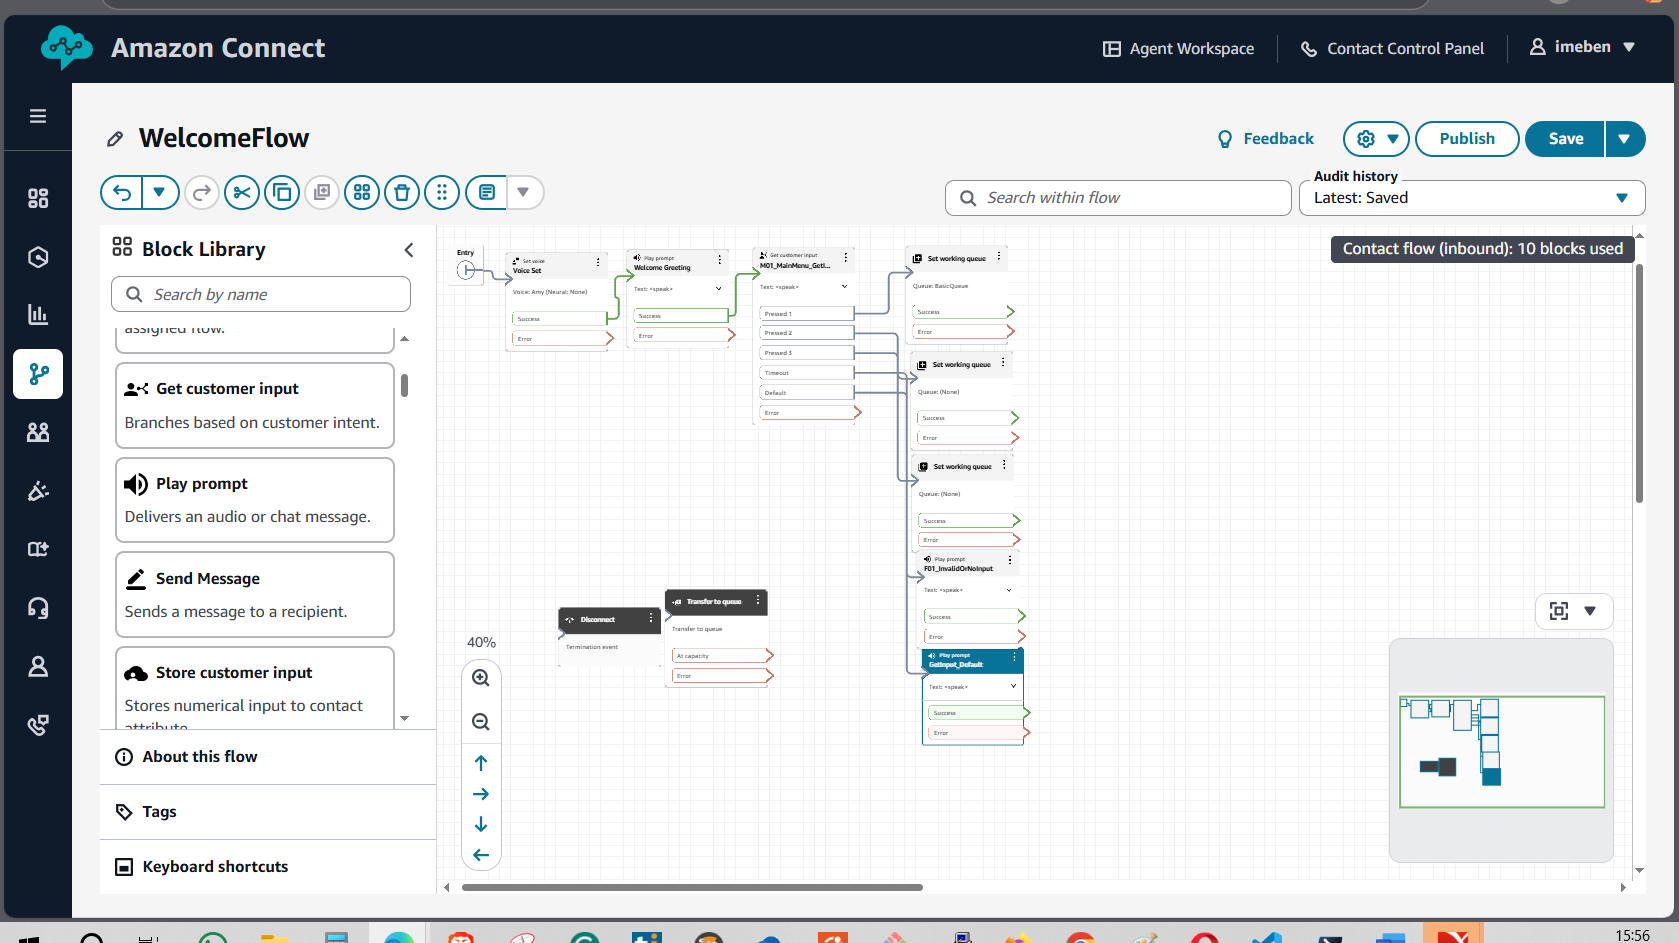 Amazon Connect
Agent Workspace
Contact Control Panel
imeben
WelcomeFlow
Feedback
Publish
Save
Search within flow
Audit history
Latest: Saved
Block Library
Search by name
assigned flow.
Get customer input
Branches based on customer intent.
Play prompt
Delivers an audio or chat message.
Send Message
Sends a message to a recipient.
Store customer input
Stores numerical input to contact
attribute.
About this flow
Tags
Keyboard shortcuts
Contact flow (inbound): 10 blocks used
Entry
Set voice
Voice Set
Voice: Amy (Neural: None)
Success
Error
Play prompt
Welcome Greeting
Text: <speak>
Success
Error
Get customer input
M01_MainMenu_GetI...
Text: <speak>
Pressed 1
Pressed 2
Pressed 3
Timeout
Default
Error
Set working queue
Queue: BasicQueue
Success
Error
Set working queue
Queue: (None)
Success
Error
Set working queue
Queue: (None)
Success
Error
Play prompt
F01_InvalidOrNoInput
Text: <speak>
Success
Error
Play prompt
GetInput_Default
Text: <speak>
Success
Error
Disconnect
Termination event
Transfer to queue
Transfer to queue
At capacity
Error
40%
15:56